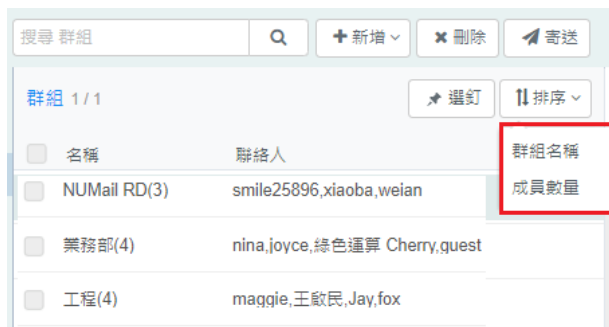 搜尋 群組 新增 刪除 寄送
群組 1/1 選釘 排序
群組名稱
成員數量
名稱 聯絡人
NUMail RD(3) smile25896,xiaoba,weian
業務部(4) nina,joyce,綠色運算 Cherry,guest
工程(4) maggie,王敃民,Jay,fox